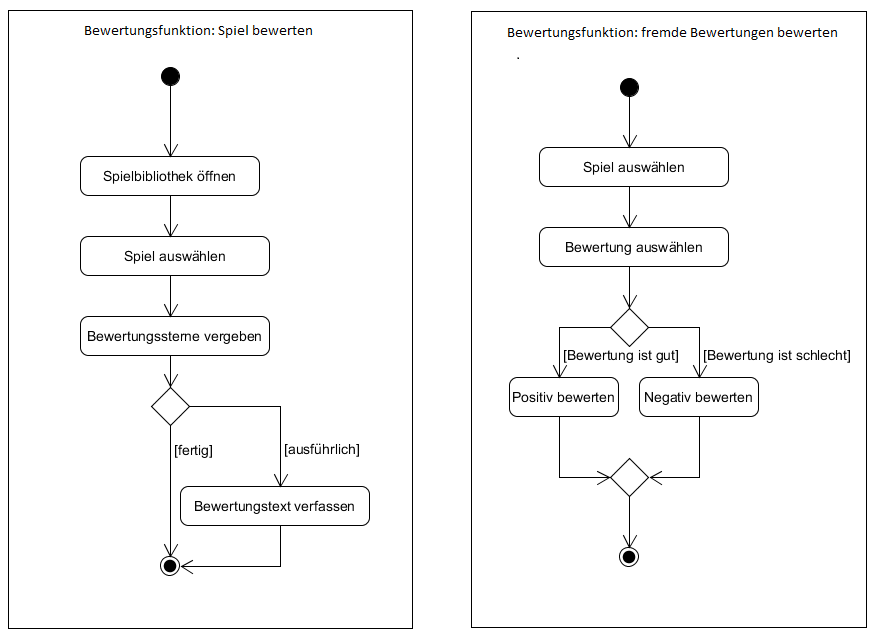 Bewertungsfunktion: Spiel bewerten
Spielbibliothek öffnen
Spiel auswählen
Bewertungssterne vergeben
[fertig]
[ausführlich]
Bewertungstext verfassen
Bewertungsfunktion: fremde Bewertungen bewerten
.
Spiel auswählen
Bewertung auswählen
[Bewertung ist gut]
[Bewertung ist schlecht]
Positiv bewerten
Negativ bewerten